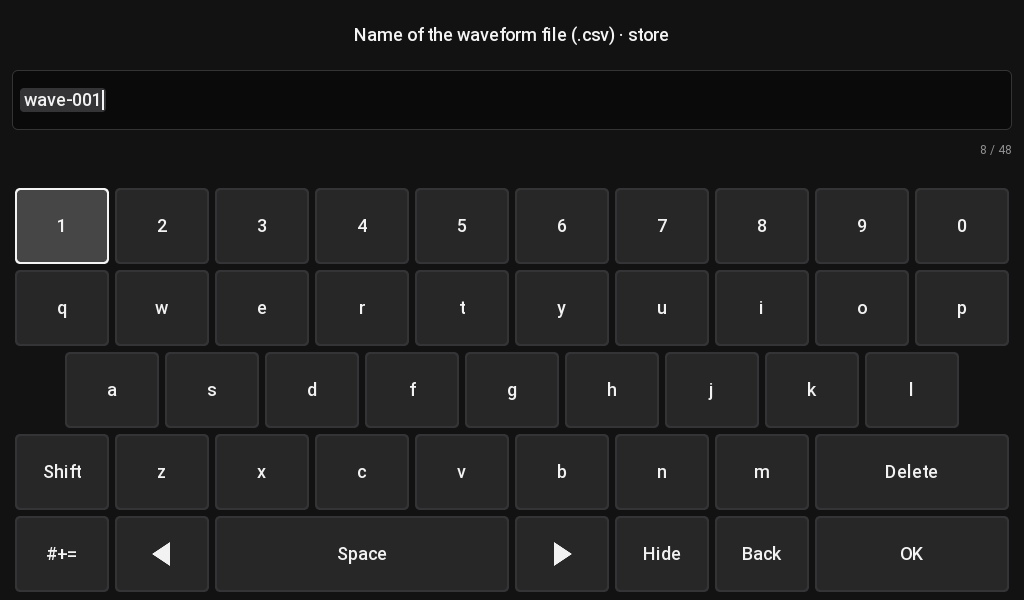 Name of the waveform file (.csv) · store
wave-001
8 / 48
1 2 3 4 5 6 7 8 9 0
q w e r t y u i o p
a s d f g h j k l
Shift z x c v b n m Delete
#+= ◀ Space ▶ Hide Back OK